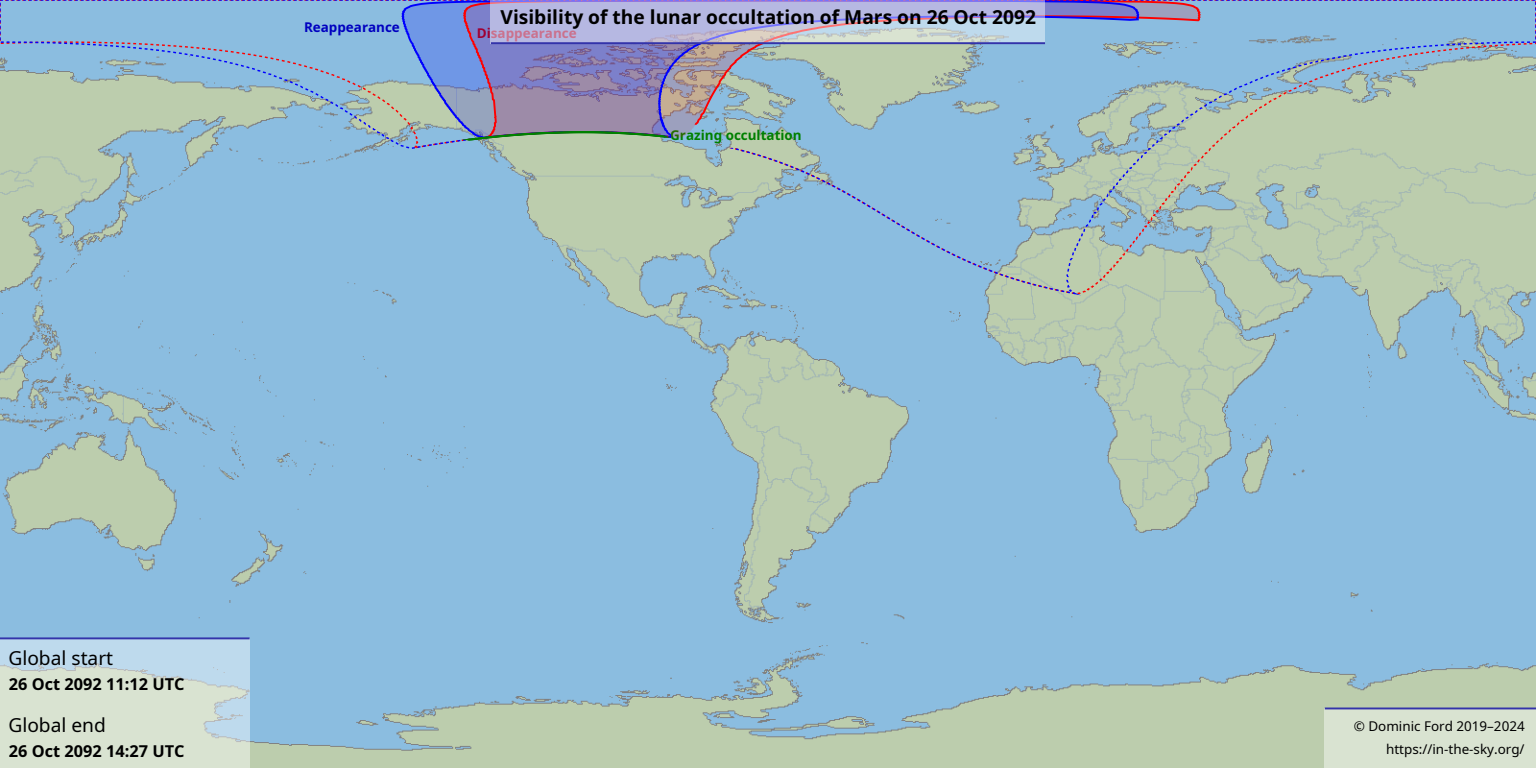 Visibility of the lunar occultation of Mars on 26 Oct 2092
Reappearance
Disappearance
Grazing occultation
Global start
26 Oct 2092 11:12 UTC
Global end
26 Oct 2092 14:27 UTC
© Dominic Ford 2019–2024
https://in-the-sky.org/